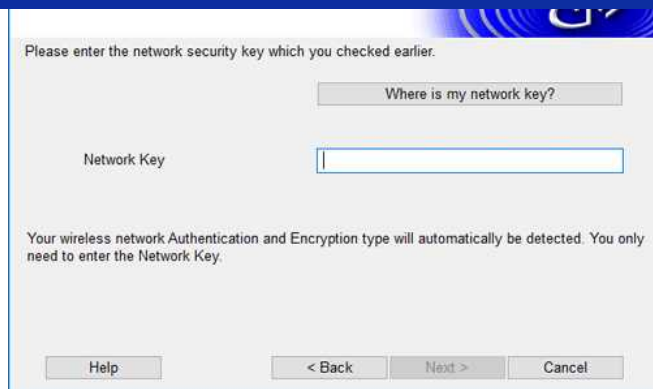 Please enter the network security key which you checked earlier.
Where is my network key?
Network Key
Your wireless network Authentication and Encryption type will automatically be detected. You only
need to enter the Network Key.
Help
< Back
Next >
Cancel